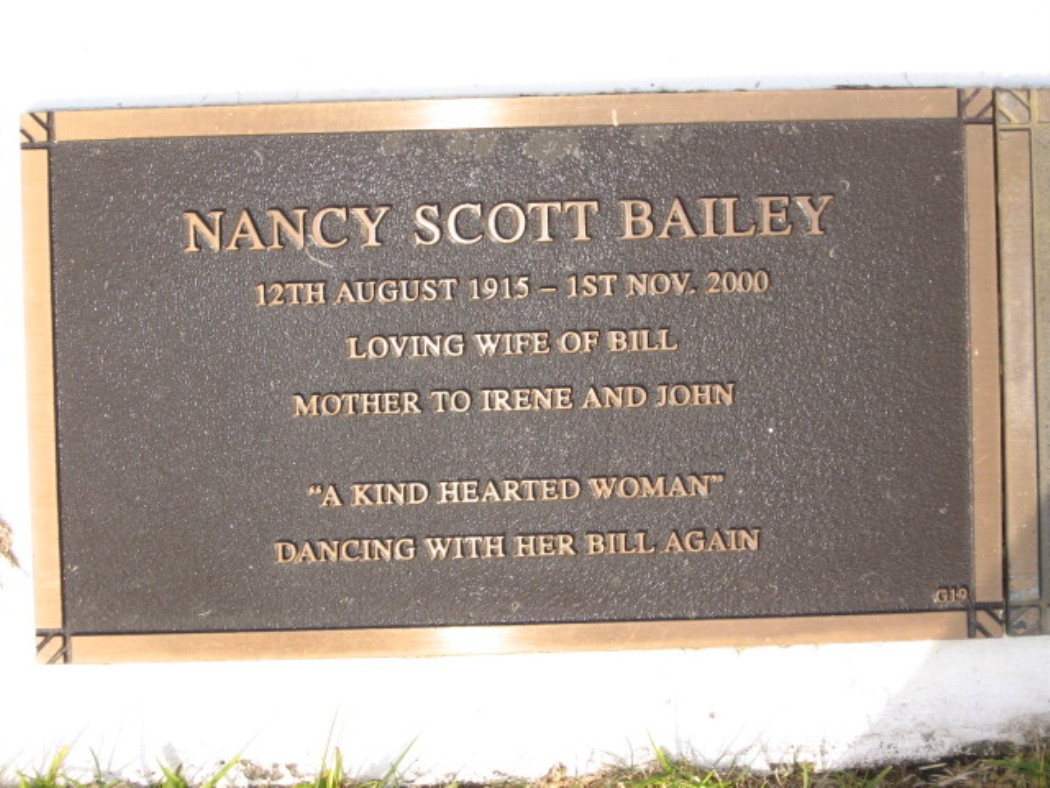 NANCY SCOTT BAILEY
12TH AUGUST 1915 – 1ST NOV. 2000
LOVING WIFE OF BILL
MOTHER TO IRENE AND JOHN
“A KIND HEARTED WOMAN”
DANCING WITH HER BILL AGAIN
G19